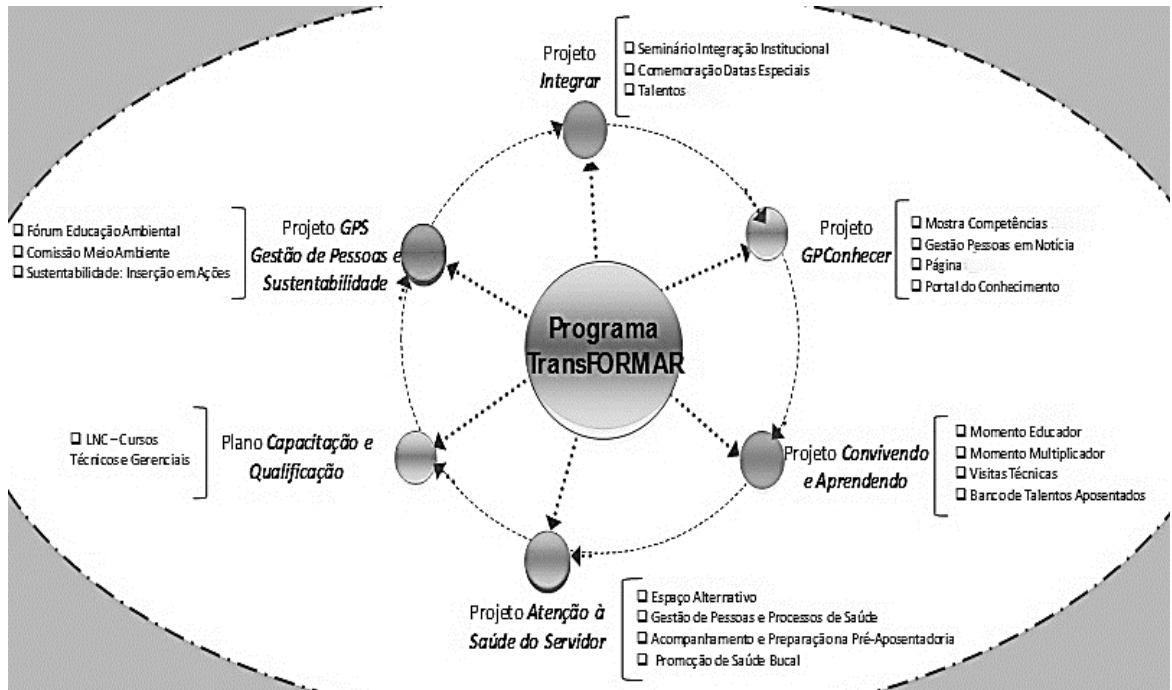 Projeto
Integrar
Seminário Integração Institucional
Comemoração Datas Especiais
Talentos
Projeto
GPConhecer
Mostra Competências
Gestão Pessoas em Notícia
Página
Portal do Conhecimento
Projeto Convivendo
e Aprendendo
Momento Educador
Momento Multiplicador
Visitas Técnicas
Banco de Talentos Aposentados
Projeto Atenção à
Saúde do Servidor
Espaço Alternativo
Gestão de Pessoas e Processos de Saúde
Acompanhamento e Preparação na Pré-Aposentadoria
Promoção de Saúde Bucal
Plano Capacitação e
Qualificação
LNC – Cursos
Técnicos e Gerenciais
Projeto GPS
Gestão de Pessoas e
Sustentabilidade
Fórum Educação Ambiental
Comissão Meio Ambiente
Sustentabilidade: Inserção em Ações
Programa
TransFORMAR